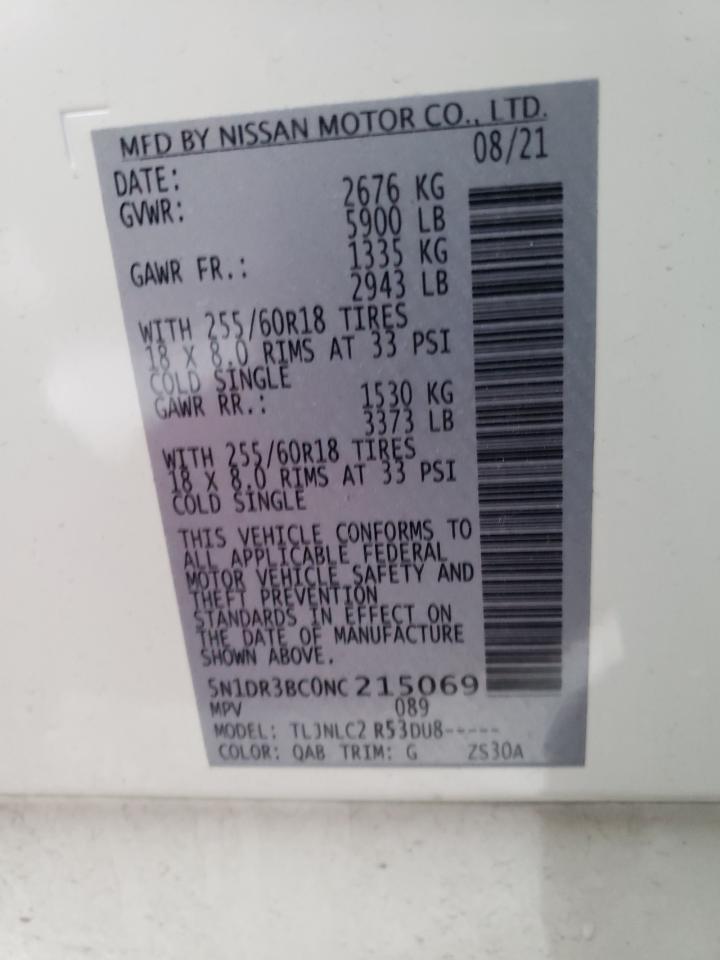 MFD BY NISSAN MOTOR CO., LTD.
DATE: 08/21
GVWR: 2676 KG
5900 LB
GAWR FR.: 1335 KG
2943 LB
WITH 255/60R18 TIRES
18 X 8.0 RIMS AT 33 PSI
COLD SINGLE
GAWR RR.: 1530 KG
3373 LB
WITH 255/60R18 TIRES
18 X 8.0 RIMS AT 33 PSI
COLD SINGLE
THIS VEHICLE CONFORMS TO
ALL APPLICABLE FEDERAL
MOTOR VEHICLE SAFETY AND
THEFT PREVENTION
STANDARDS IN EFFECT ON
THE DATE OF MANUFACTURE
SHOWN ABOVE.
5N1DR3BC0NC 215069
MPV 089
MODEL: TLJNLC2 R53DU8-----
COLOR: QAB TRIM: G ZS30A